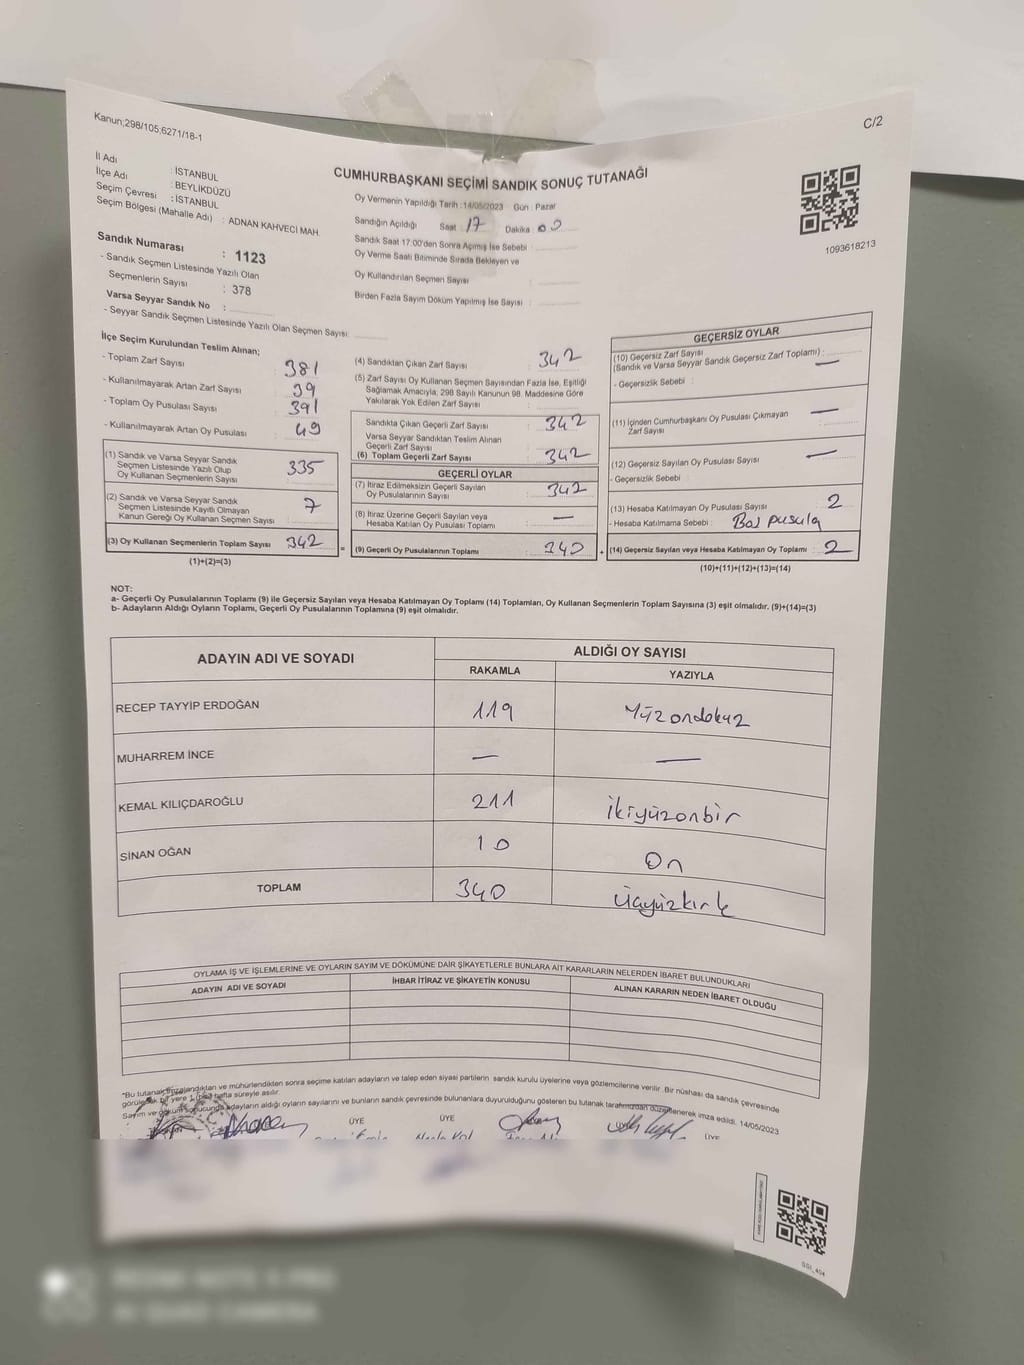 Kanun;298/105;6271/18-1
C/2
İl Adı : İSTANBUL
İlçe Adı : BEYLİKDÜZÜ
Seçim Çevresi : İSTANBUL
Seçim Bölgesi (Mahalle Adı) : ADNAN KAHVECİ MAH.
CUMHURBAŞKANI SEÇİMİ SANDIK SONUÇ TUTANAĞI
Oy Vermenin Yapıldığı Tarih :14/05/2023 Gün : Pazar
Sandığın Açıldığı Saat : 17 Dakika : 00
Sandık Saat 17.00'den Sonra Açımış İse Sebebi :
Oy Verme Saati Bitiminde Sırada Bekleyen ve
Oy Kullandırılan Seçmen Sayısı :
Birden Fazla Sayım Döküm Yapılmış İse Sayısı :
1093618213
Sandık Numarası : 1123
- Sandık Seçmen Listesinde Yazılı Olan
Seçmenlerin Sayısı : 378
Varsa Seyyar Sandık No :
- Seyyar Sandık Seçmen Listesinde Yazılı Olan Seçmen Sayısı:
İlçe Seçim Kurulundan Teslim Alınan;
- Toplam Zarf Sayısı 381
- Kullanılmayarak Artan Zarf Sayısı 39
- Toplam Oy Pusulası Sayısı 391
- Kullanılmayarak Artan Oy Pusulası 49
(1) Sandık ve Varsa Seyyar Sandık
Seçmen Listesinde Yazılı Olup
Oy Kullanan Seçmenlerin Sayısı : 335
(2) Sandık ve Varsa Seyyar Sandık
Seçmen Listesinde Kayıtlı Olmayan
Kanun Gereği Oy Kullanan Seçmen Sayısı : 7
(3) Oy Kullanan Seçmenlerin Toplam Sayısı 342
(1)+(2)=(3)
=
(4) Sandıktan Çıkan Zarf Sayısı : 342
(5) Zarf Sayısı Oy Kullanan Seçmen Sayısından Fazla İse, Eşitliği
Sağlamak Amacıyla, 298 Sayılı Kanunun 98. Maddesine Göre
Yakılarak Yok Edilen Zarf Sayısı :
Sandıkta Çıkan Geçerli Zarf Sayısı : 342
Varsa Seyyar Sandıktan Teslim Alınan
Geçerli Zarf Sayısı :
(6) Toplam Geçerli Zarf Sayısı 342
GEÇERLİ OYLAR
(7) İtiraz Edilmeksizin Geçerli Sayılan
Oy Pusulalarının Sayısı : 342
(8) İtiraz Üzerine Geçerli Sayılan veya
Hesaba Katılan Oy Pusulası Toplamı —
(9) Geçerli Oy Pusulalarının Toplamı 340
+
GEÇERSİZ OYLAR
(10) Geçersiz Zarf Sayısı
(Sandık ve Varsa Seyyar Sandık Geçersiz Zarf Toplamı) : —
- Geçersizlik Sebebi :
(11) İçinden Cumhurbaşkanı Oy Pusulası Çıkmayan
Zarf Sayısı —
(12) Geçersiz Sayılan Oy Pusulası Sayısı —
- Geçersizlik Sebebi :
(13) Hesaba Katılmayan Oy Pusulası Sayısı : 2
- Hesaba Katılmama Sebebi : Boş pusula
(14) Geçersiz Sayılan veya Hesaba Katılmayan Oy Toplamı : 2
(10)+(11)+(12)+(13)=(14)
NOT:
a- Geçerli Oy Pusulalarının Toplamı (9) ile Geçersiz Sayılan veya Hesaba Katılmayan Oy Toplamı (14) Toplamları, Oy Kullanan Seçmenlerin Toplam Sayısına (3) eşit olmalıdır. (9)+(14)=(3)
b- Adayların Aldığı Oyların Toplamı, Geçerli Oy Pusulalarının Toplamına (9) eşit olmalıdır.
ADAYIN ADI VE SOYADI
ALDIĞI OY SAYISI
RAKAMLA
YAZIYLA
RECEP TAYYİP ERDOĞAN 119 Yüzondokuz
MUHARREM İNCE — —
KEMAL KILIÇDAROĞLU 211 ikiyüzonbir
SİNAN OĞAN 10 On
TOPLAM 340 üçyüzkırk
OYLAMA İŞ VE İŞLEMLERİNE VE OYLARIN SAYIM VE DÖKÜMÜNE DAİR ŞİKAYETLERLE BUNLARA AİT KARARLARIN NELERDEN İBARET BULUNDUKLARI
ADAYIN ADI VE SOYADI
İHBAR İTİRAZ VE ŞİKAYETİN KONUSU
ALINAN KARARIN NEDEN İBARET OLDUĞU
*Bu tutanak imzalandıktan ve mühürlendikten sonra seçime katılan adayların ve talep eden siyasi partilerin sandık kurulu üyelerine veya gözlemcilerine verilir. Bir nüshası da sandık çevresinde
görülebilecek bir yere 1 (bir) hafta süreyle asılır.
Sayım ve döküm sonucunda adayların aldığı oyların sayılarını ve bunların sandık çevresinde bulunanlara duyurulduğunu gösteren bu tutanak tarafımızdan düzenlenerek imza edildi. 14/05/2023
ÜYE
ÜYE
ÜYE